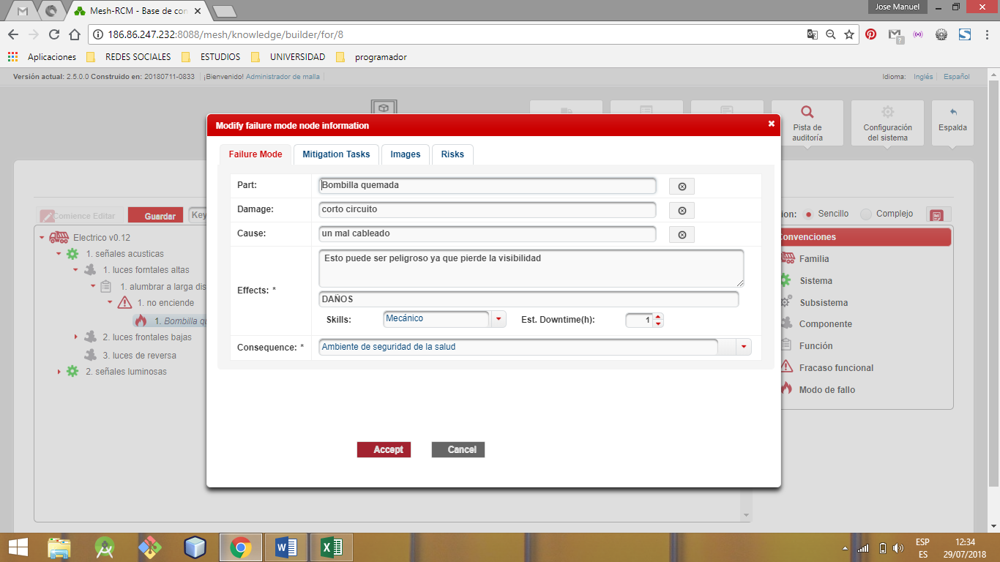 Jose Manuel
Mesh-RCM - Base de con
186.86.247.232:8088/mesh/knowledge/builder/for/8
Aplicaciones REDES SOCIALES ESTUDIOS UNIVERSIDAD programador
Versión actual: 2.5.0.0 Construido en: 20180711-0833 ¡Bienvenido! Administrador de malla Idioma: Inglés Español
Pista de auditoría
Configuración del sistema
Espalda
Modify failure mode node information
Failure Mode Mitigation Tasks Images Risks
Part: Bombilla quemada
Damage: corto circuito
Cause: un mal cableado
Effects: * Esto puede ser peligroso ya que pierde la visibilidad
DAÑOS
Skills: Mecánico Est. Downtime(h): 1
Consequence: * Ambiente de seguridad de la salud
Accept Cancel
Comience Editar Guardar Key
Electrico v0.12
1. señales acusticas
1. luces forntales altas
1. alumbrar a larga dis
1. no enciende
1. Bombilla qu
2. luces frontales bajas
3. luces de reversa
2. señales luminosas
ion: Sencillo Complejo
Convenciones
Familia
Sistema
Subsistema
Componente
Función
Fracaso funcional
Modo de fallo
ESP 12:34
ES 29/07/2018